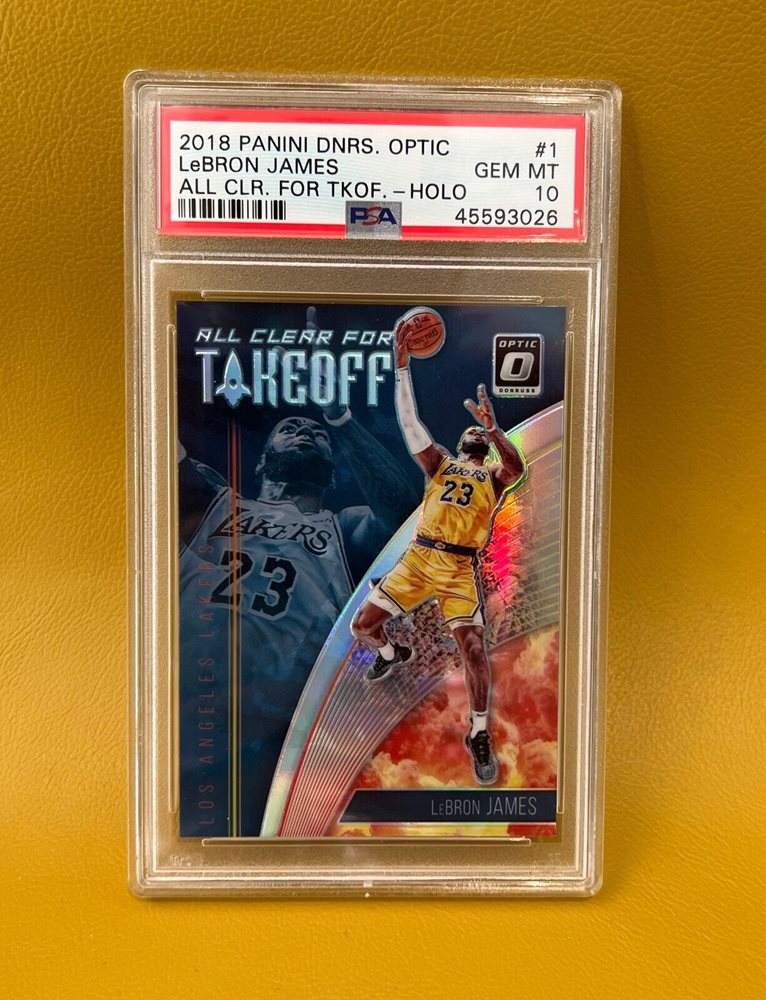 2018 PANINI DNRS. OPTIC #1
LeBRON JAMES GEM MT
ALL CLR. FOR TKOF. – HOLO 10
PSA 45593026
ALL CLEAR FOR
TAKEOFF
OPTIC
O
DONRUSS
LAKERS
23
LAKERS
23
LOS ANGELES LAKERS
LeBRON JAMES